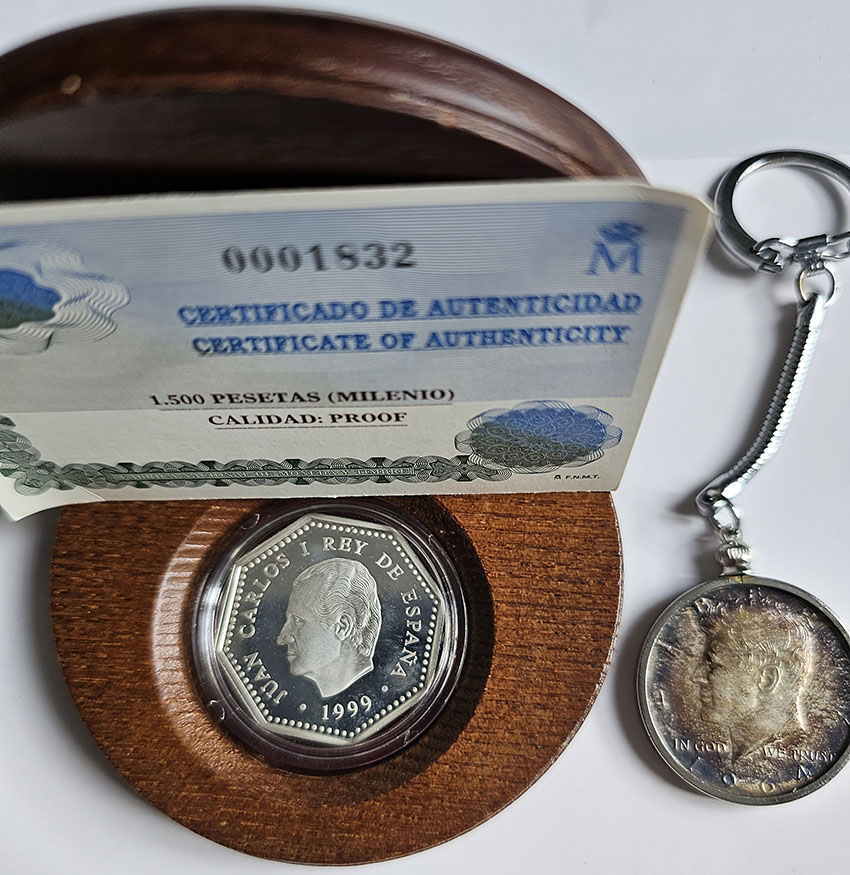 0001832
M
CERTIFICADO DE AUTENTICIDAD
CERTIFICATE OF AUTHENTICITY
1.500 PESETAS (MILENIO)
CALIDAD: PROOF
F.N.M.T.
JUAN CARLOS I REY DE ESPAÑA
• 1999 •
IN GOD WE TRUST